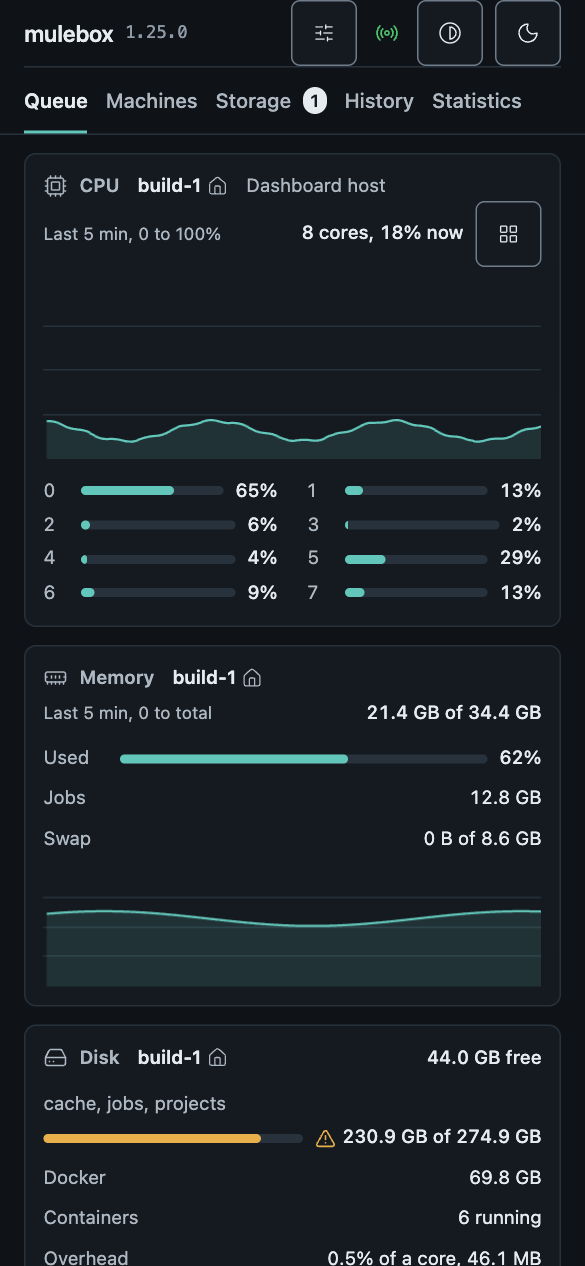 mulebox 1.25.0
Queue Machines Storage 1 History Statistics
CPU build-1 Dashboard host
Last 5 min, 0 to 100% 8 cores, 18% now
0 65% 1 13%
2 6% 3 2%
4 4% 5 29%
6 9% 7 13%
Memory build-1
Last 5 min, 0 to total 21.4 GB of 34.4 GB
Used 62%
Jobs 12.8 GB
Swap 0 B of 8.6 GB
Disk build-1 44.0 GB free
cache, jobs, projects
230.9 GB of 274.9 GB
Docker 69.8 GB
Containers 6 running
Overhead 0.5% of a core, 46.1 MB